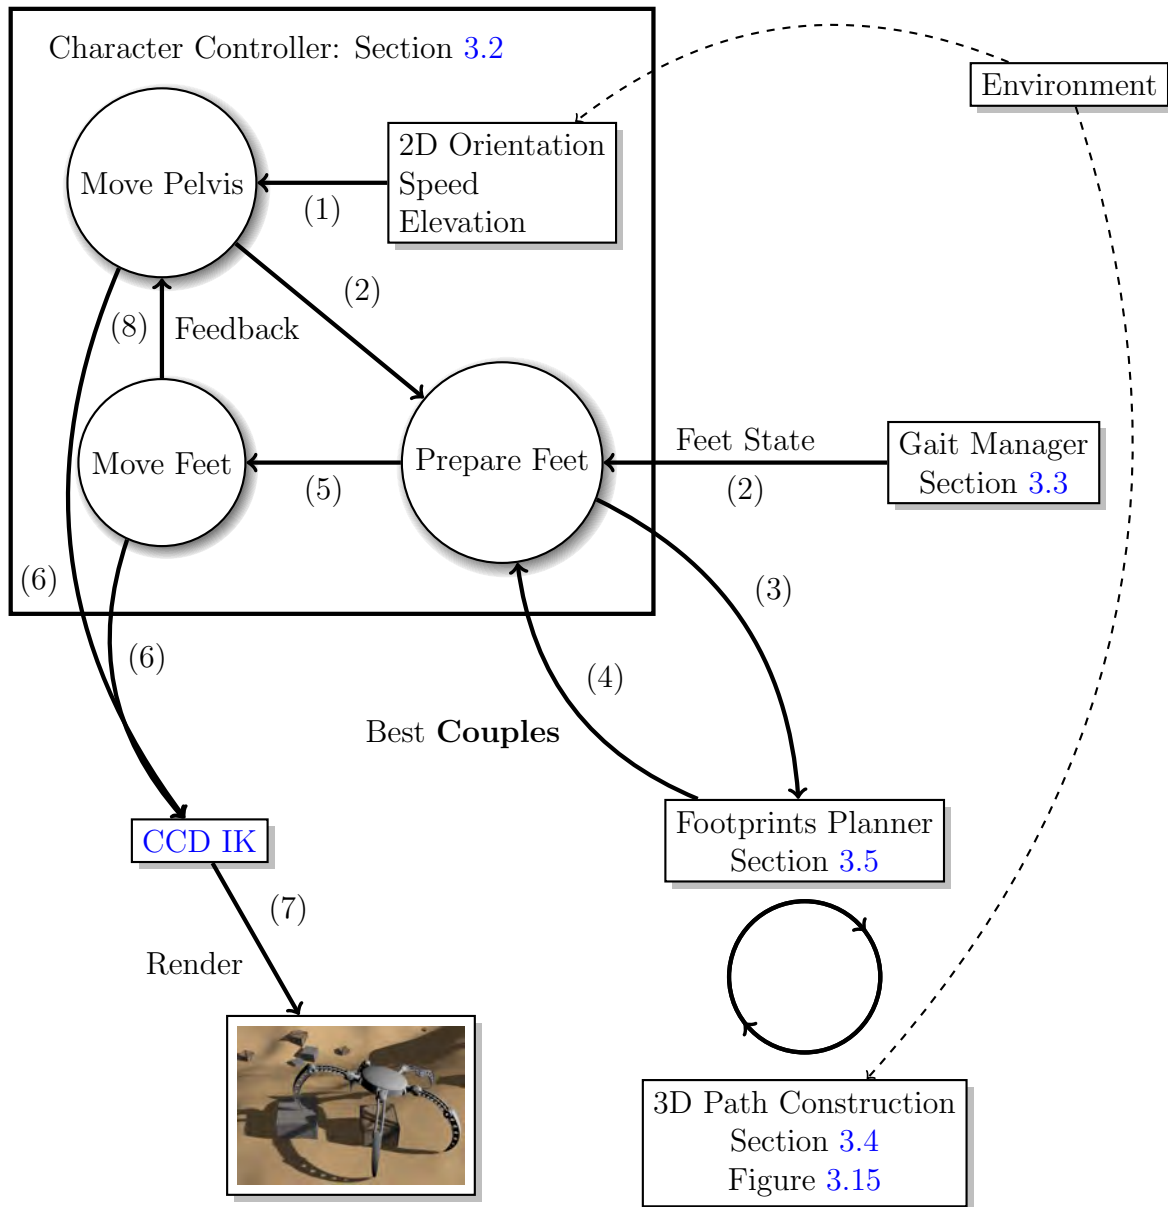 Character Controller: Section 3.2
Environment
2D Orientation
Speed
Elevation
Move Pelvis
(1)
(2)
(8)
Feedback
Move Feet
Prepare Feet
Feet State
Gait Manager
Section 3.3
(5)
(2)
(6)
(3)
(6)
(4)
Best Couples
Footprints Planner
Section 3.5
CCD IK
(7)
Render
3D Path Construction
Section 3.4
Figure 3.15